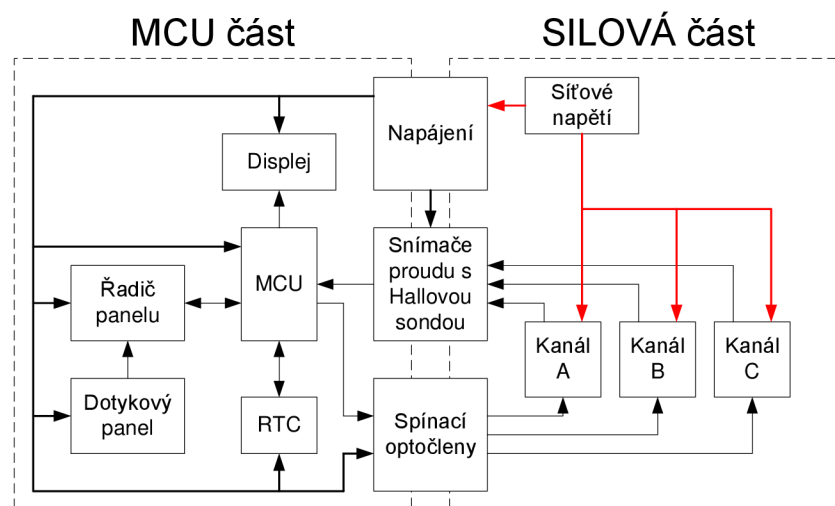 MCU část
SILOVÁ část
Síťové
napětí
Napájení
Displej
MCU
Snímače
proudu s
Hallovou
sondou
Řadič
panelu
Kanál
A
Kanál
B
Kanál
C
Dotykový
panel
RTC
Spínací
optočleny